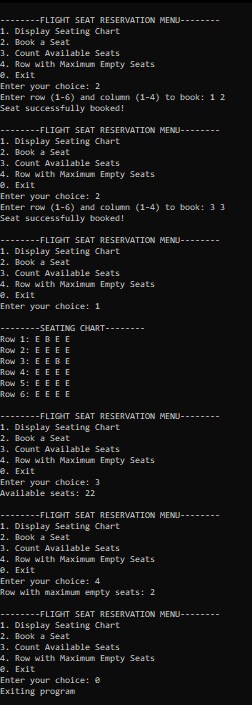 --------FLIGHT SEAT RESERVATION MENU--------
1. Display Seating Chart
2. Book a Seat
3. Count Available Seats
4. Row with Maximum Empty Seats
0. Exit
Enter your choice: 2
Enter row (1-6) and column (1-4) to book: 1 2
Seat successfully booked!
--------FLIGHT SEAT RESERVATION MENU--------
1. Display Seating Chart
2. Book a Seat
3. Count Available Seats
4. Row with Maximum Empty Seats
0. Exit
Enter your choice: 2
Enter row (1-6) and column (1-4) to book: 3 3
Seat successfully booked!
--------FLIGHT SEAT RESERVATION MENU--------
1. Display Seating Chart
2. Book a Seat
3. Count Available Seats
4. Row with Maximum Empty Seats
0. Exit
Enter your choice: 1
--------SEATING CHART--------
Row 1: E B E E
Row 2: E E E E
Row 3: E E B E
Row 4: E E E E
Row 5: E E E E
Row 6: E E E E
--------FLIGHT SEAT RESERVATION MENU--------
1. Display Seating Chart
2. Book a Seat
3. Count Available Seats
4. Row with Maximum Empty Seats
0. Exit
Enter your choice: 3
Available seats: 22
--------FLIGHT SEAT RESERVATION MENU--------
1. Display Seating Chart
2. Book a Seat
3. Count Available Seats
4. Row with Maximum Empty Seats
0. Exit
Enter your choice: 4
Row with maximum empty seats: 2
--------FLIGHT SEAT RESERVATION MENU--------
1. Display Seating Chart
2. Book a Seat
3. Count Available Seats
4. Row with Maximum Empty Seats
0. Exit
Enter your choice: 0
Exiting program